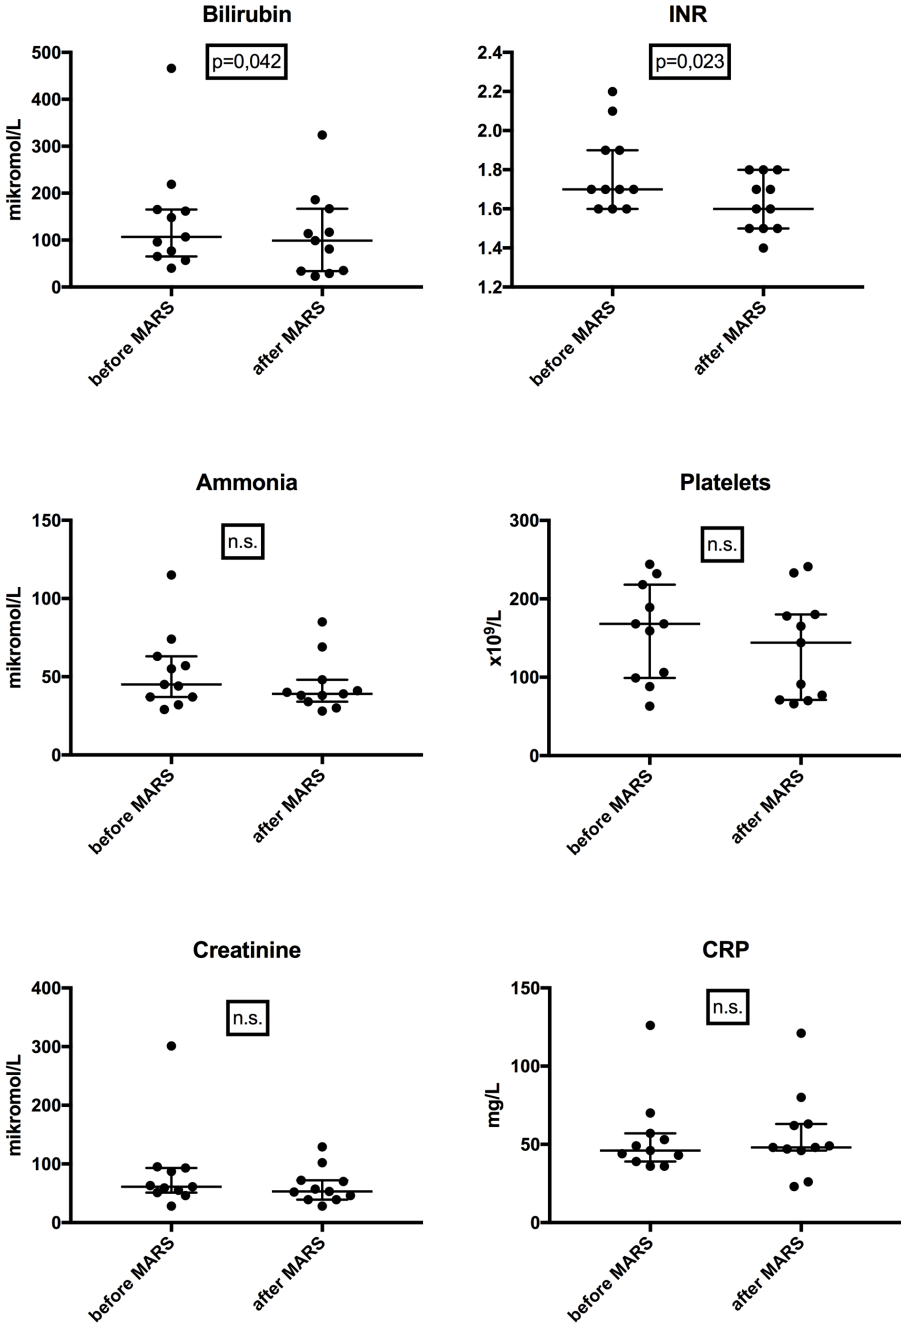 Bilirubin
p=0,042
mikromol/L
500
400
300
200
100
0
before MARS
after MARS
INR
p=0,023
2.4
2.2
2.0
1.8
1.6
1.4
1.2
before MARS
after MARS
Ammonia
n.s.
mikromol/L
150
100
50
0
before MARS
after MARS
Platelets
n.s.
x10⁹/L
300
200
100
0
before MARS
after MARS
Creatinine
n.s.
mikromol/L
400
300
200
100
0
before MARS
after MARS
CRP
n.s.
mg/L
150
100
50
0
before MARS
after MARS